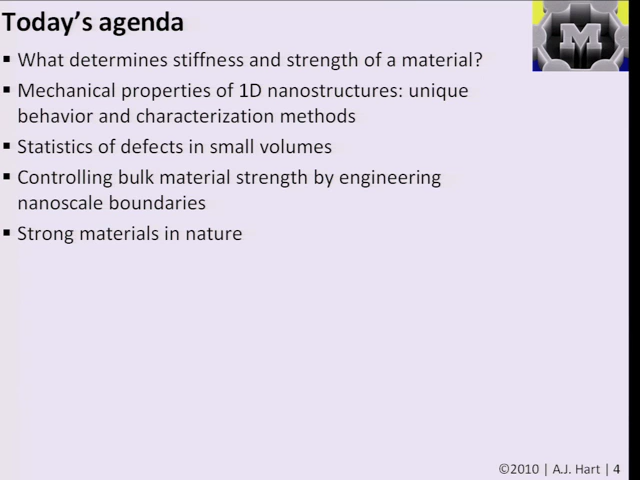 Today's agenda
▪ What determines stiffness and strength of a material?
▪ Mechanical properties of 1D nanostructures: unique
behavior and characterization methods
▪ Statistics of defects in small volumes
▪ Controlling bulk material strength by engineering
nanoscale boundaries
▪ Strong materials in nature
M
©2010 | A.J. Hart | 4